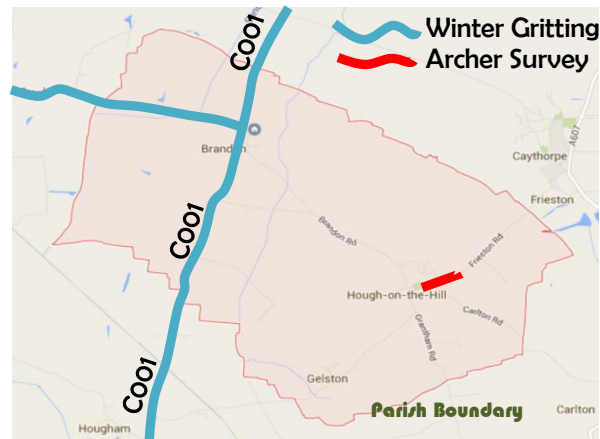 C001
Winter Gritting
Archer Survey
A607
Caythorpe
Brandon
Frieston
C001
Brandon Rd
Frieston Rd
Hough-on-the-Hill
Carlton Rd
Grantham Rd
C001
Gelston
Parish Boundary
Carlton
Hougham